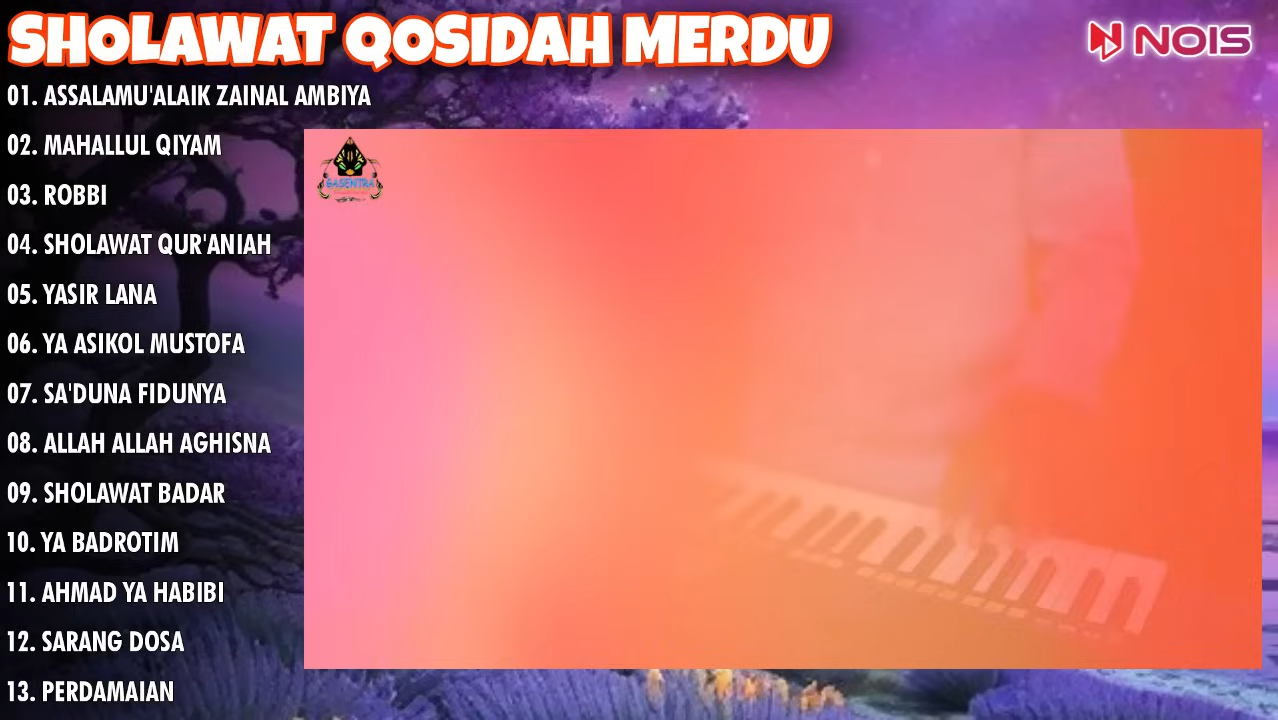 SHOLAWAT QOSIDAH MERDU
NOIS
01. ASSALAMU'ALAIK ZAINAL AMBIYA
02. MAHALLUL QIYAM
GASENTRA
03. ROBBI
04. SHOLAWAT QUR'ANIAH
05. YASIR LANA
06. YA ASIKOL MUSTOFA
07. SA'DUNA FIDUNYA
08. ALLAH ALLAH AGHISNA
09. SHOLAWAT BADAR
10. YA BADROTIM
11. AHMAD YA HABIBI
12. SARANG DOSA
13. PERDAMAIAN